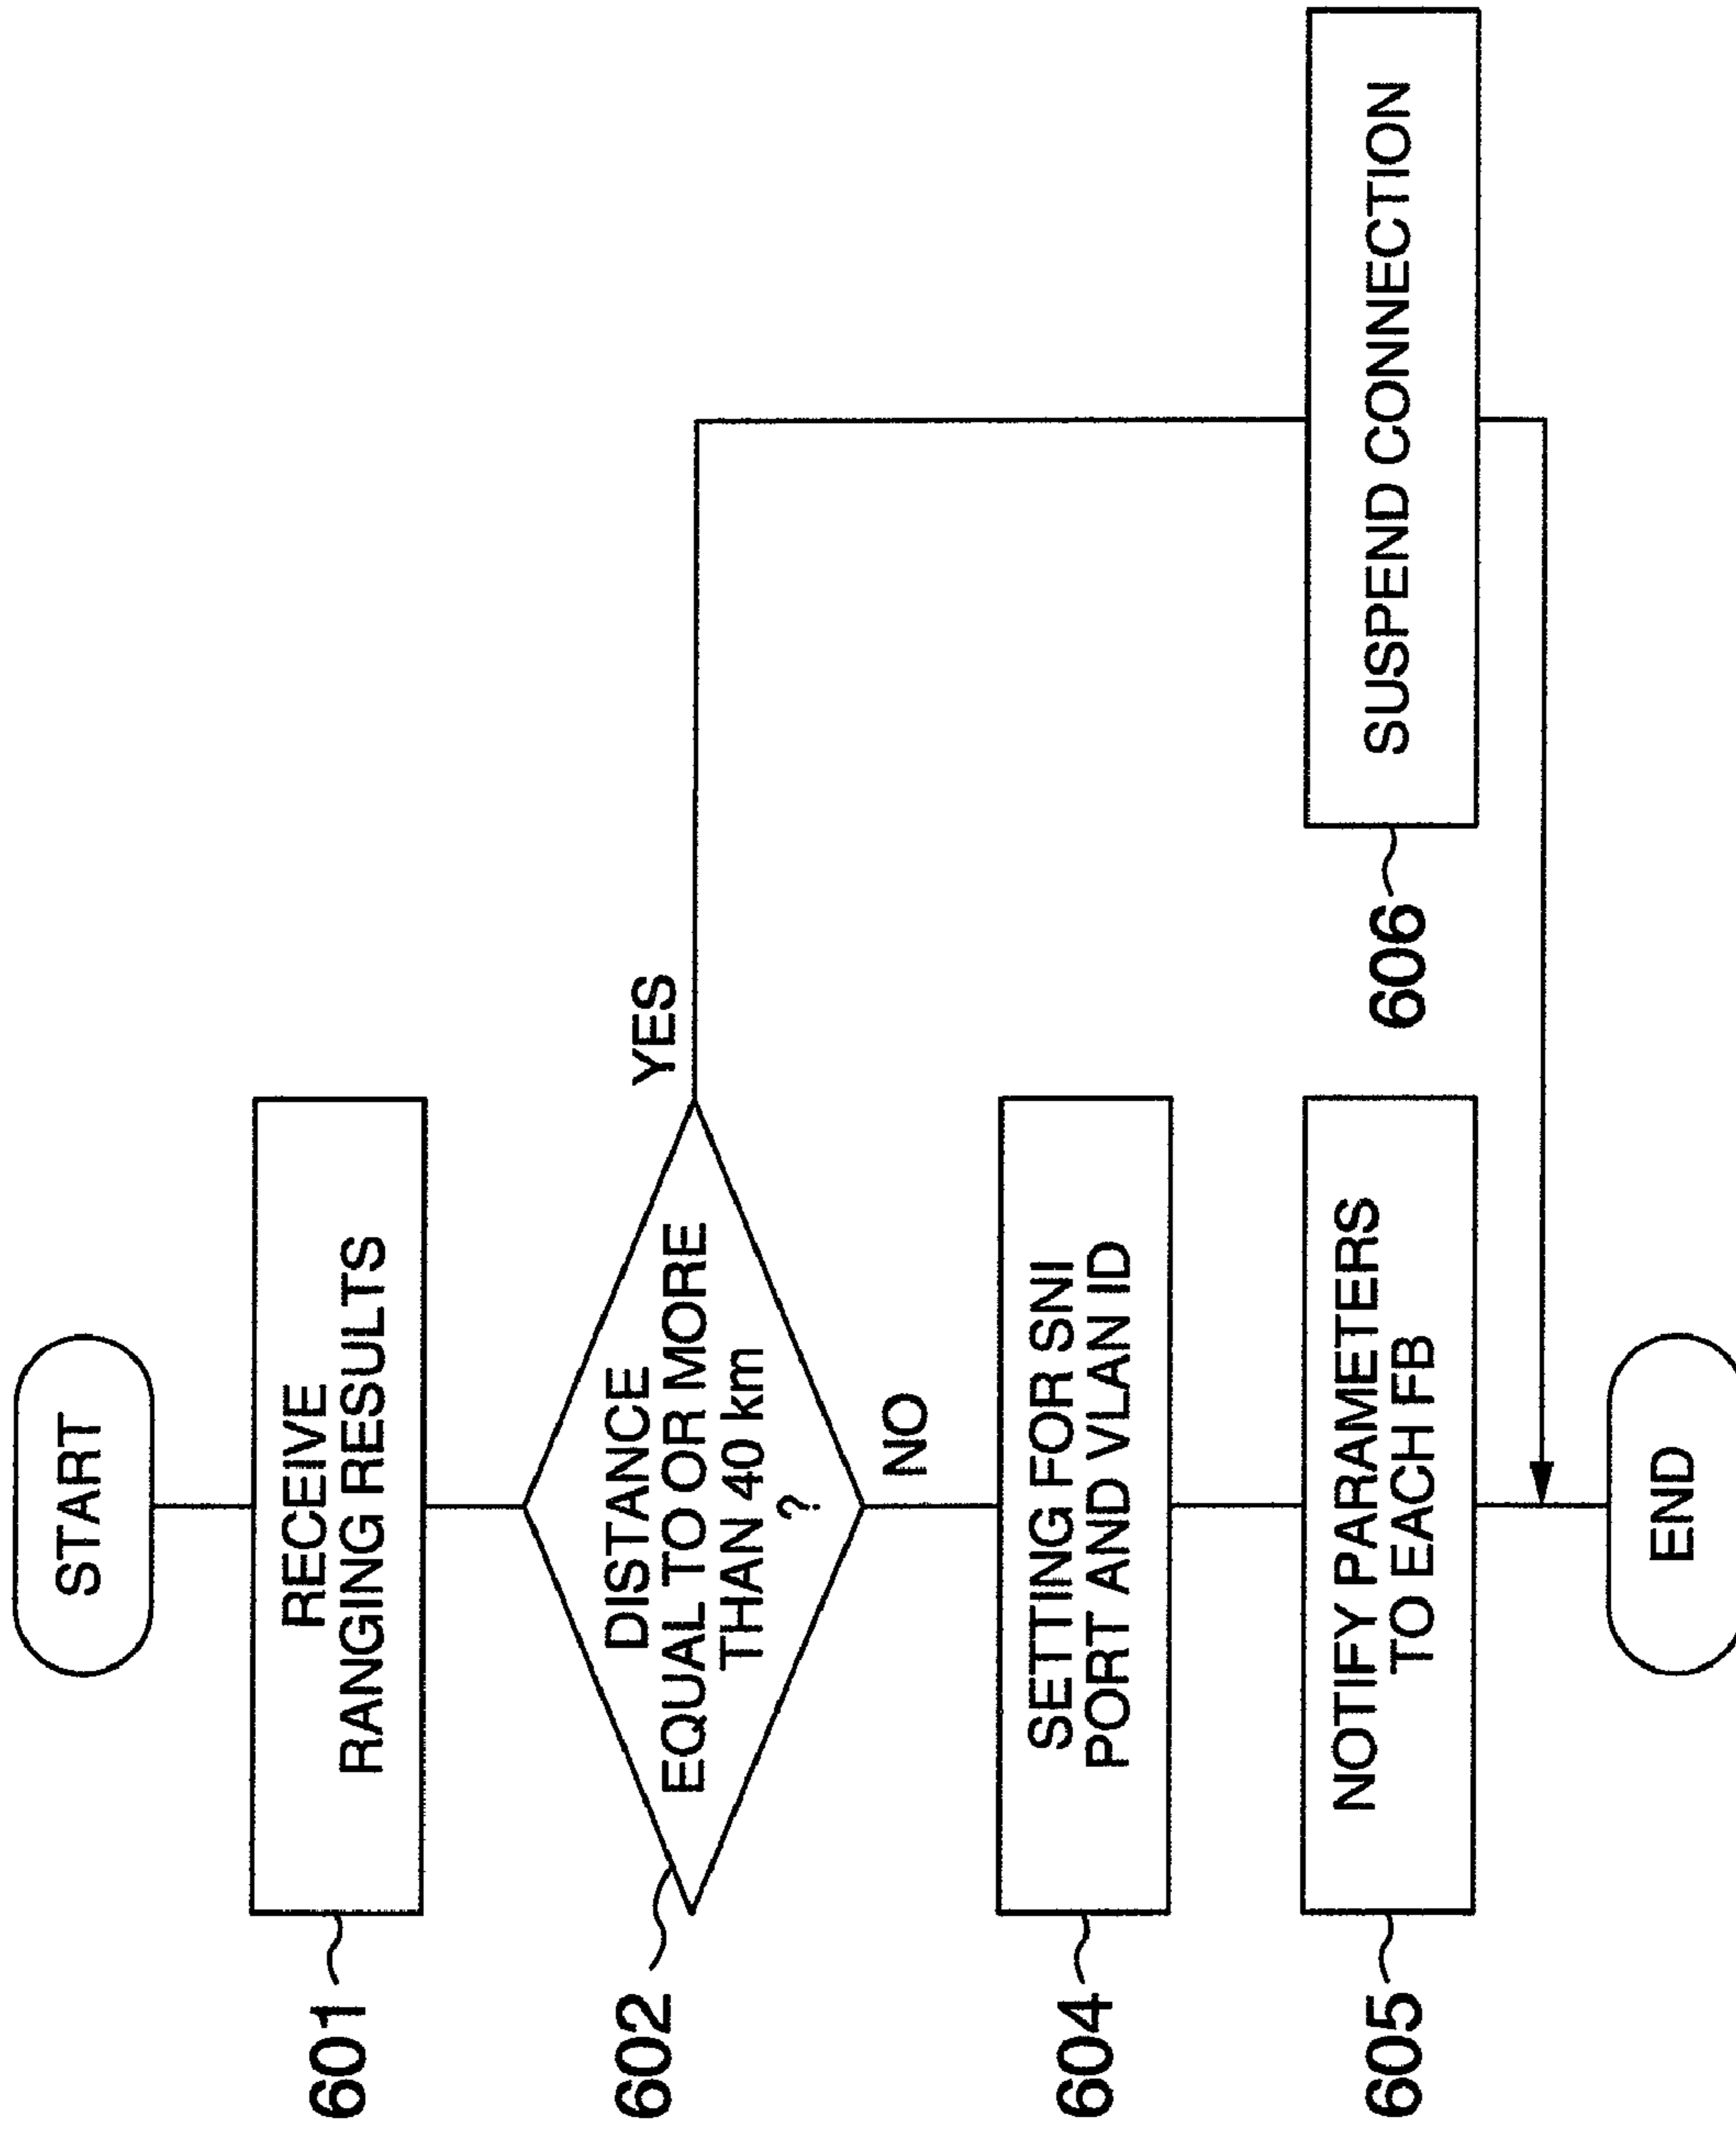 START
601
RECEIVE
RANGING RESULTS
602
DISTANCE
EQUAL TO OR MORE
THAN 40 km
?
YES
NO
604
SETTING FOR SNI
PORT AND VLAN ID
605
NOTIFY PARAMETERS
TO EACH FB
606
SUSPEND CONNECTION
END